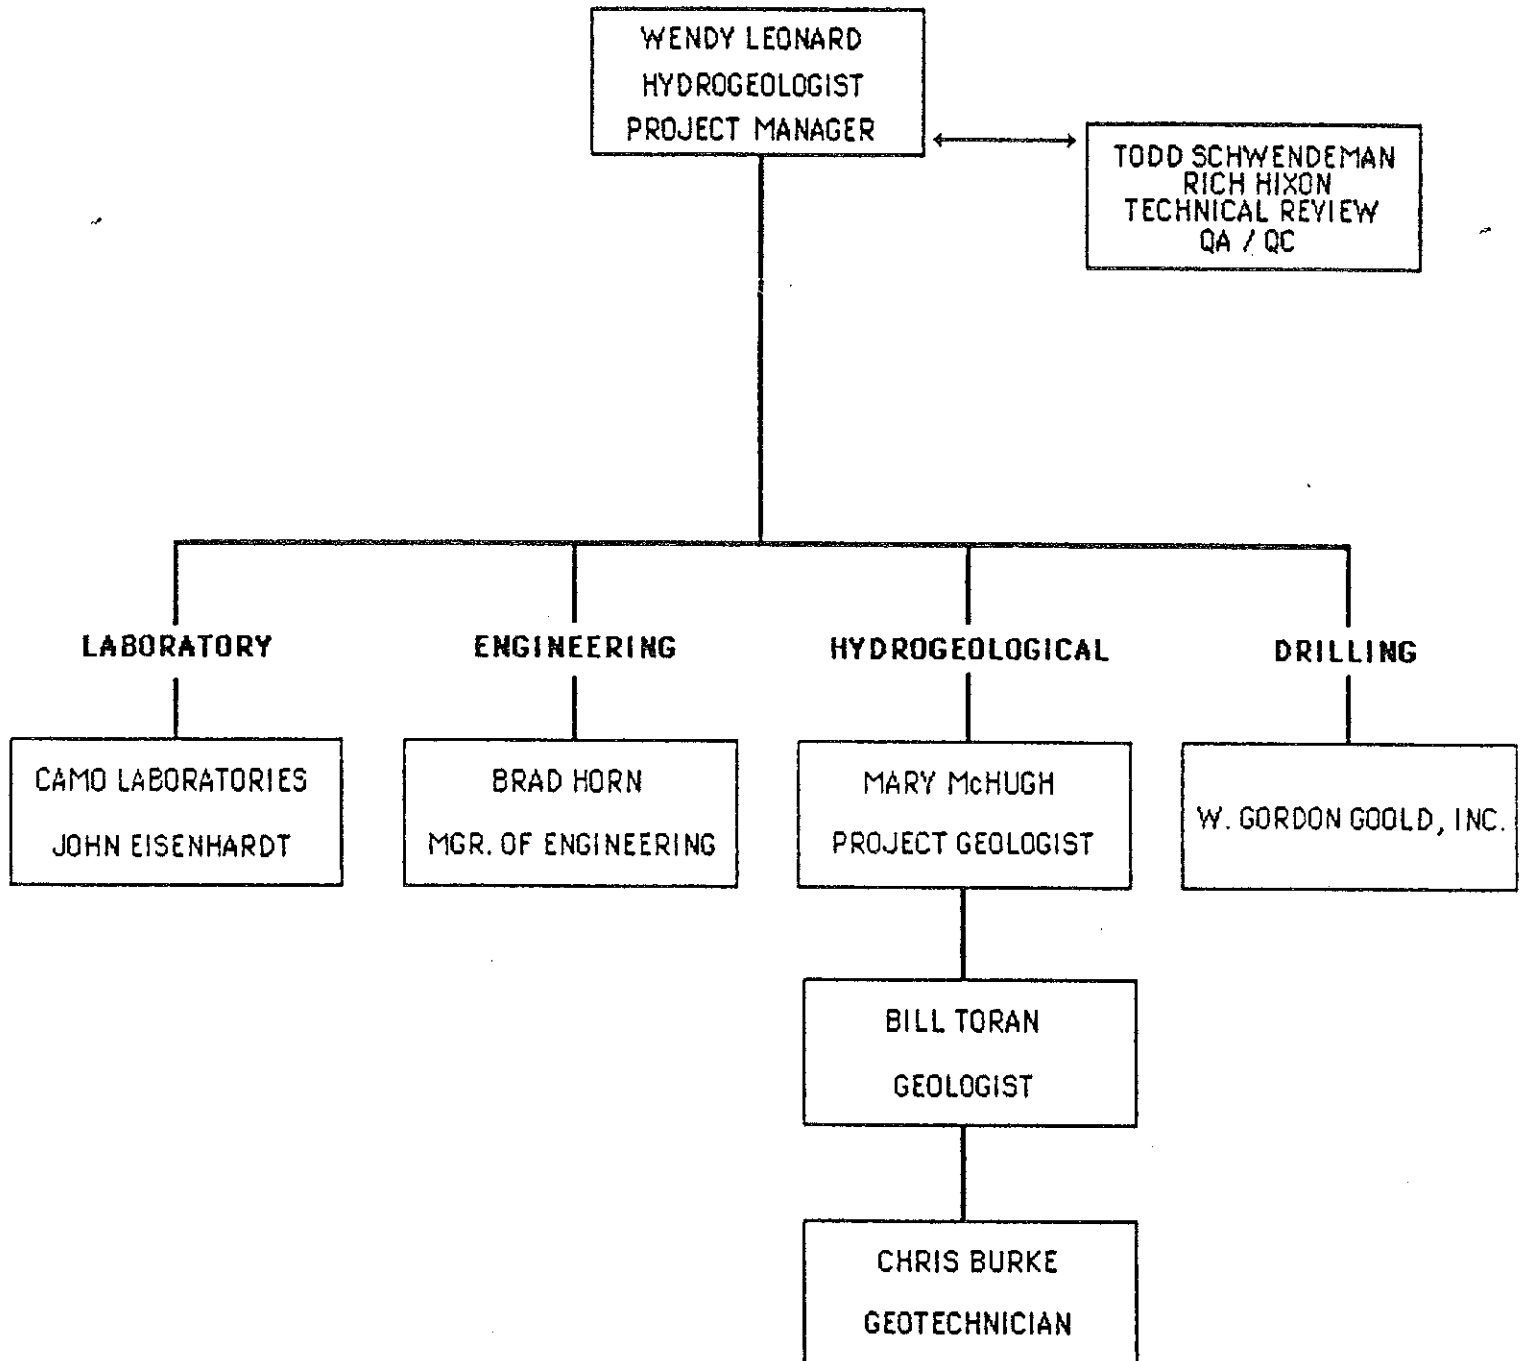 WENDY LEONARD
HYDROGEOLOGIST
PROJECT MANAGER
TODD SCHWENDEMAN
RICH HIXON
TECHNICAL REVIEW
QA / QC
LABORATORY
ENGINEERING
HYDROGEOLOGICAL
DRILLING
CAMO LABORATORIES
JOHN EISENHARDT
BRAD HORN
MGR. OF ENGINEERING
MARY McHUGH
PROJECT GEOLOGIST
W. GORDON GOOLD, INC.
BILL TORAN
GEOLOGIST
CHRIS BURKE
GEOTECHNICIAN